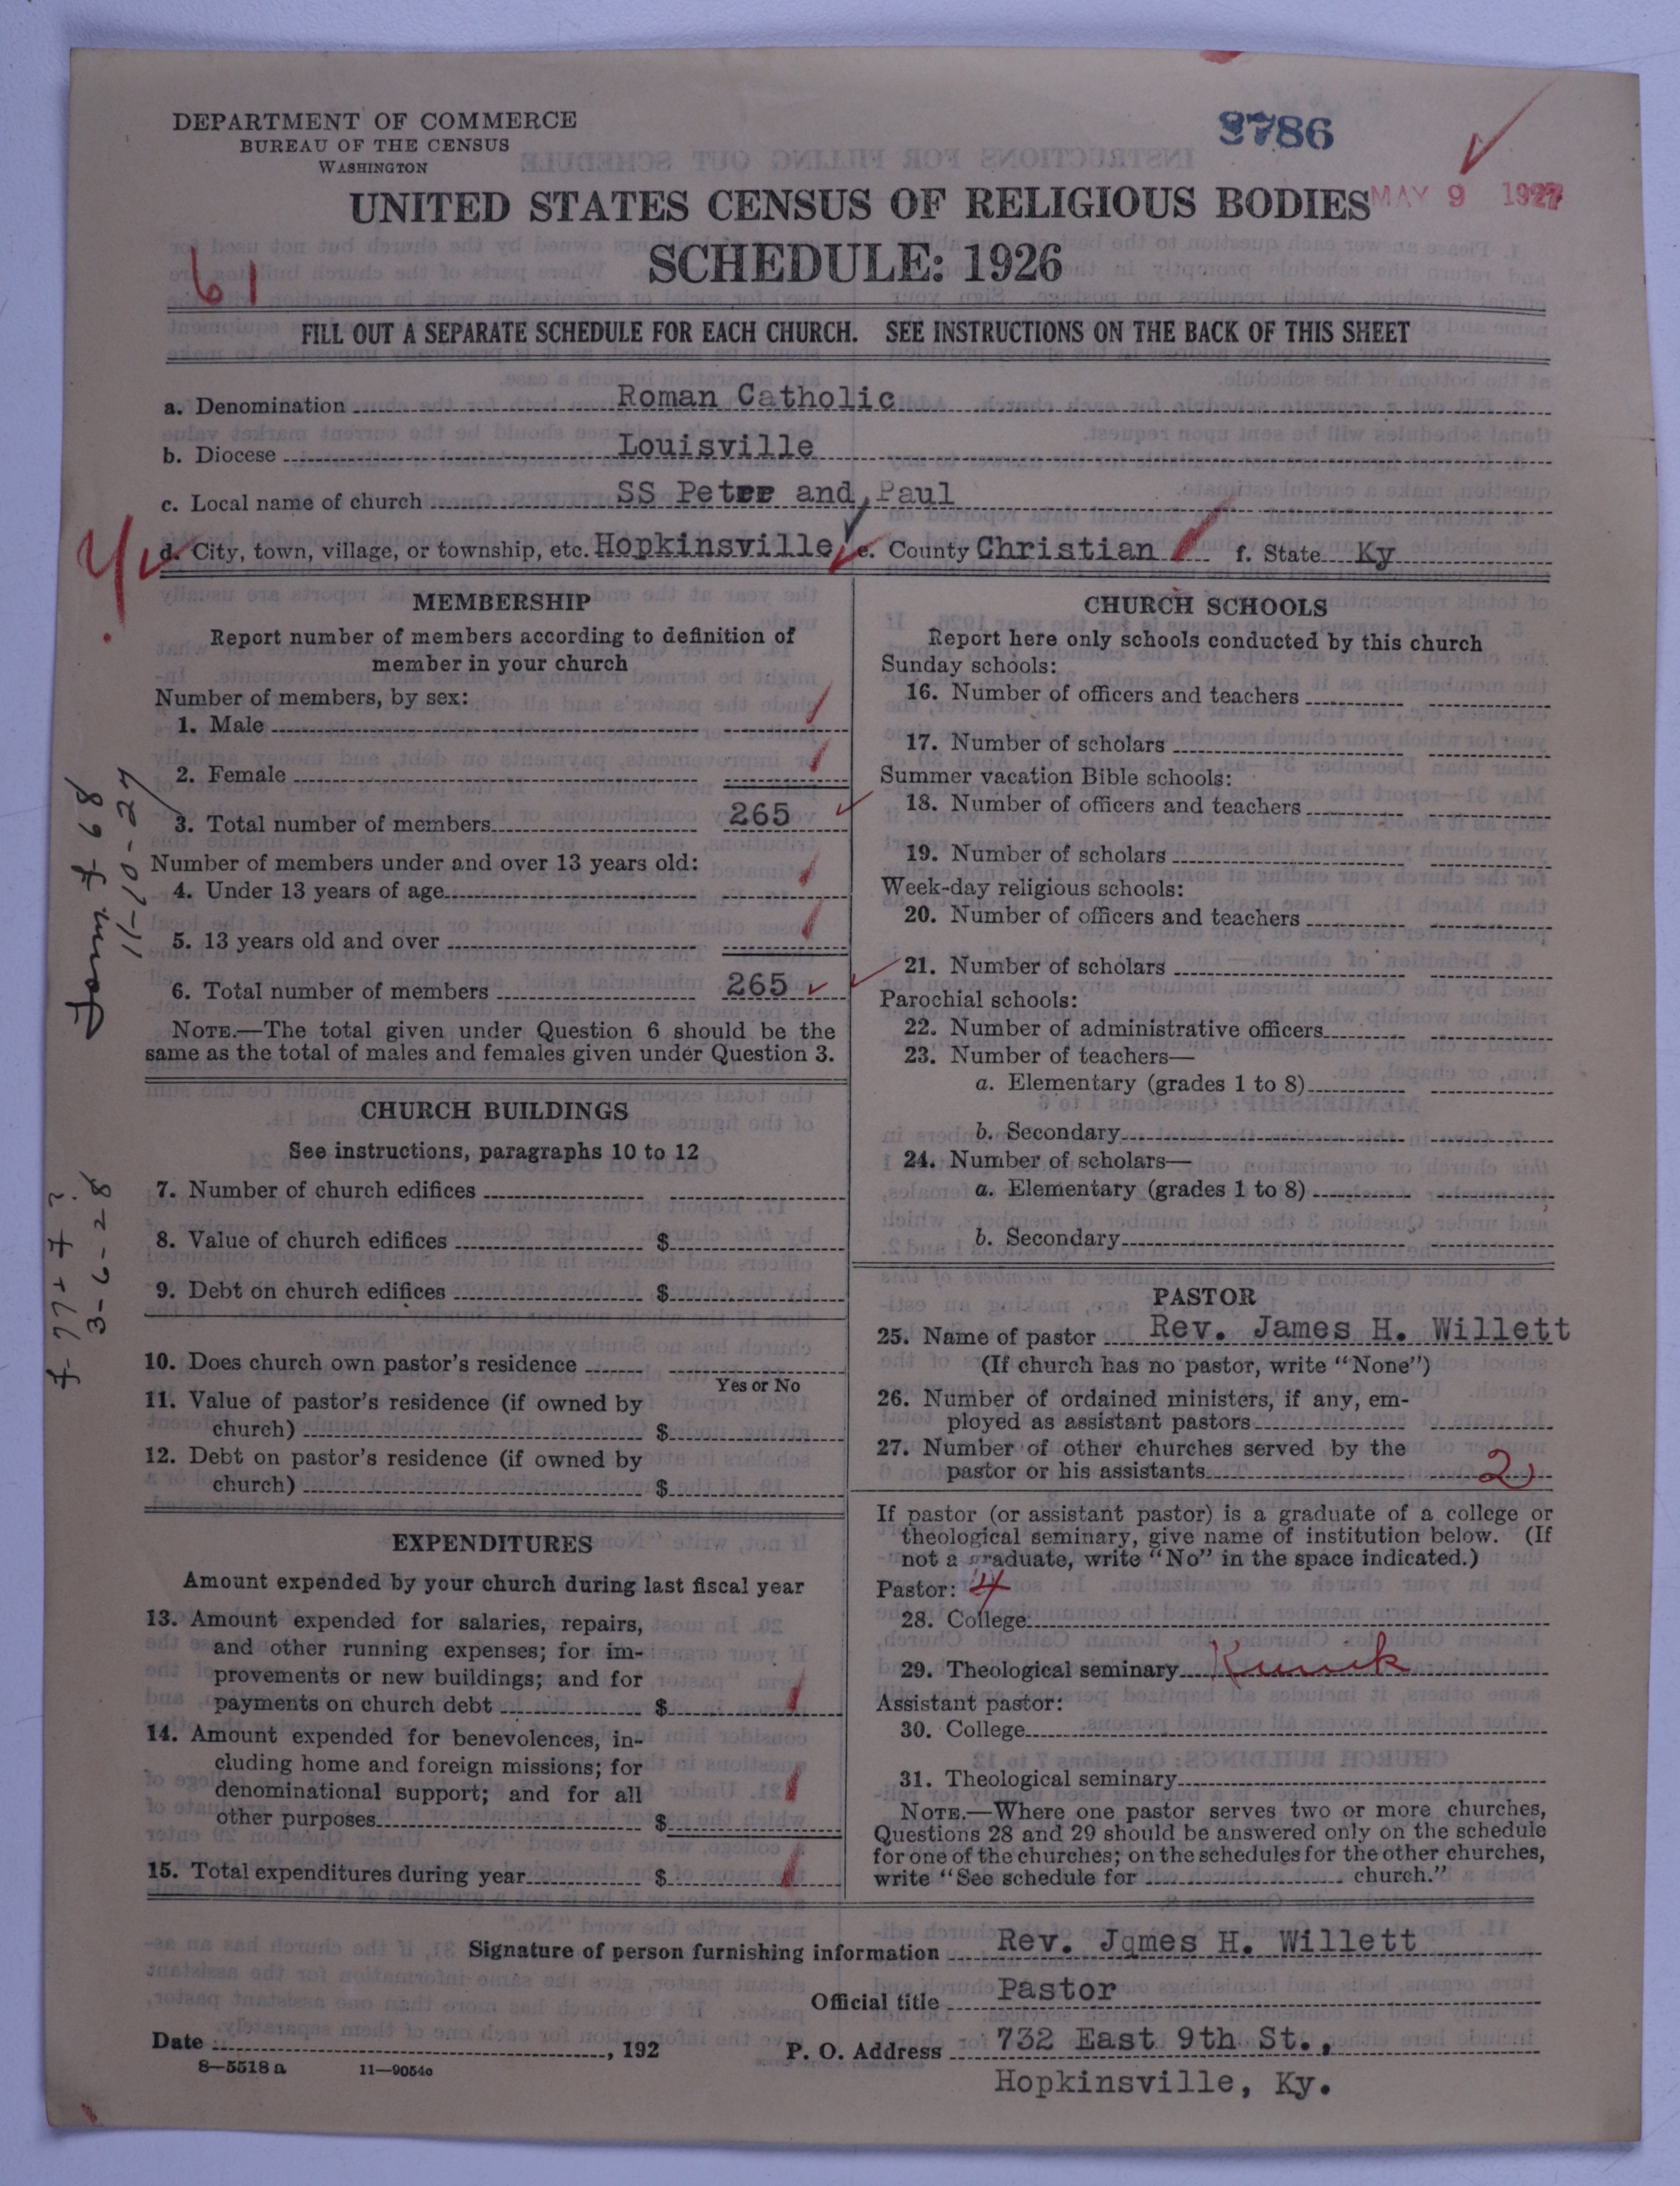 DEPARTMENT OF COMMERCE
BUREAU OF THE CENSUS
WASHINGTON
3786
UNITED STATES CENSUS OF RELIGIOUS BODIES
MAY 9 1927
SCHEDULE: 1926
61
FILL OUT A SEPARATE SCHEDULE FOR EACH CHURCH. SEE INSTRUCTIONS ON THE BACK OF THIS SHEET
a. Denomination Roman Catholic
b. Diocese Louisville
c. Local name of church SS Peter and Paul
d. City, town, village, or township, etc. Hopkinsville e. County Christian f. State Ky
MEMBERSHIP
Report number of members according to definition of
member in your church
Number of members, by sex:
1. Male
2. Female
3. Total number of members 265
Number of members under and over 13 years old:
4. Under 13 years of age
5. 13 years old and over
6. Total number of members 265
NOTE.—The total given under Question 6 should be the
same as the total of males and females given under Question 3.
CHURCH BUILDINGS
See instructions, paragraphs 10 to 12
7. Number of church edifices
8. Value of church edifices $
9. Debt on church edifices $
10. Does church own pastor's residence
Yes or No
11. Value of pastor's residence (if owned by
church) $
12. Debt on pastor's residence (if owned by
church) $
EXPENDITURES
Amount expended by your church during last fiscal year
13. Amount expended for salaries, repairs,
and other running expenses; for im-
provements or new buildings; and for
payments on church debt $
14. Amount expended for benevolences, in-
cluding home and foreign missions; for
denominational support; and for all
other purposes $
15. Total expenditures during year $
11-10-27
3-6-28
CHURCH SCHOOLS
Report here only schools conducted by this church
Sunday schools:
16. Number of officers and teachers
17. Number of scholars
Summer vacation Bible schools:
18. Number of officers and teachers
19. Number of scholars
Week-day religious schools:
20. Number of officers and teachers
21. Number of scholars
Parochial schools:
22. Number of administrative officers
23. Number of teachers—
a. Elementary (grades 1 to 8)
b. Secondary
24. Number of scholars—
a. Elementary (grades 1 to 8)
b. Secondary
PASTOR
25. Name of pastor Rev. James H. Willett
(If church has no pastor, write "None")
26. Number of ordained ministers, if any, em-
ployed as assistant pastors
27. Number of other churches served by the
pastor or his assistants 2
If pastor (or assistant pastor) is a graduate of a college or
theological seminary, give name of institution below. (If
not a graduate, write "No" in the space indicated.)
Pastor: 4
28. College
29. Theological seminary
Assistant pastor:
30. College
31. Theological seminary
NOTE.—Where one pastor serves two or more churches,
Questions 28 and 29 should be answered only on the schedule
for one of the churches; on the schedules for the other churches,
write "See schedule for church."
Signature of person furnishing information Rev. James H. Willett
Official title Pastor
Date , 192
P. O. Address 732 East 9th St.,
8—5518 a 11—9054o
Hopkinsville, Ky.